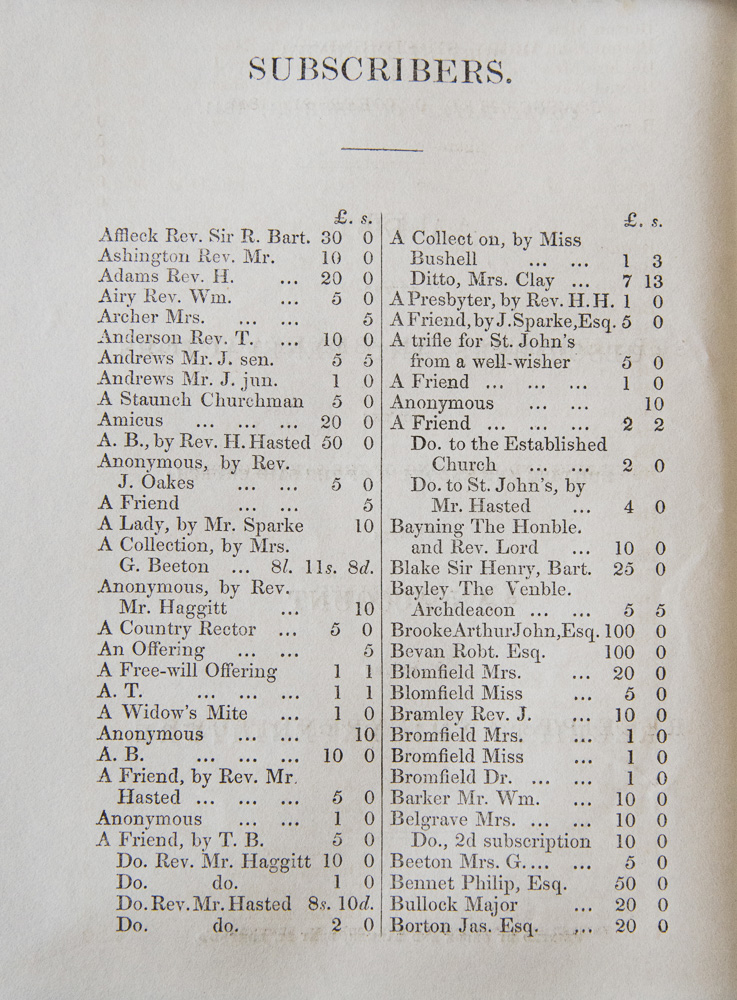 SUBSCRIBERS.
£. s.
Affleck Rev. Sir R. Bart. 30 0
Ashington Rev. Mr. 10 0
Adams Rev. H. ... 20 0
Airy Rev. Wm. ... 5 0
Archer Mrs. ... ... 5
Anderson Rev. T. ... 10 0
Andrews Mr. J. sen. 5 5
Andrews Mr. J. jun. 1 0
A Staunch Churchman 5 0
Amicus ... ... ... 20 0
A. B., by Rev. H. Hasted 50 0
Anonymous, by Rev.
J. Oakes ... ... 5 0
A Friend ... ... 5
A Lady, by Mr. Sparke 10
A Collection, by Mrs.
G. Beeton ... 8l. 11s. 8d.
Anonymous, by Rev.
Mr. Haggitt ... 10
A Country Rector ... 5 0
An Offering ... ... 5
A Free-will Offering 1 1
A. T. ... ... ... 1 1
A Widow's Mite ... 1 0
Anonymous ... ... 10
A. B. ... ... ... 10 0
A Friend, by Rev. Mr.
Hasted ... ... ... 5 0
Anonymous ... ... 1 0
A Friend, by T. B. 5 0
Do. Rev. Mr. Haggitt 10 0
Do. do. 1 0
Do. Rev. Mr. Hasted 8s. 10d.
Do. do. 2 0
£. s.
A Collect on, by Miss
Bushell ... ... 1 3
Ditto, Mrs. Clay ... 7 13
A Presbyter, by Rev. H. H. 1 0
A Friend, by J. Sparke, Esq. 5 0
A trifle for St. John's
from a well-wisher 5 0
A Friend ... ... ... 1 0
Anonymous ... ... 10
A Friend ... ... ... 2 2
Do. to the Established
Church ... ... 2 0
Do. to St. John's, by
Mr. Hasted ... 4 0
Bayning The Honble.
and Rev. Lord ... 10 0
Blake Sir Henry, Bart. 25 0
Bayley The Venble.
Archdeacon ... ... 5 5
Brooke Arthur John, Esq. 100 0
Bevan Robt. Esq. 100 0
Blomfield Mrs. ... 20 0
Blomfield Miss ... 5 0
Bramley Rev. J. ... 10 0
Bromfield Mrs. ... 1 0
Bromfield Miss ... 1 0
Bromfield Dr. ... ... 1 0
Barker Mr. Wm. ... 10 0
Belgrave Mrs. ... ... 10 0
Do., 2d subscription 10 0
Beeton Mrs. G.... ... 5 0
Bennet Philip, Esq. 50 0
Bullock Major ... 20 0
Borton Jas. Esq. ... 20 0